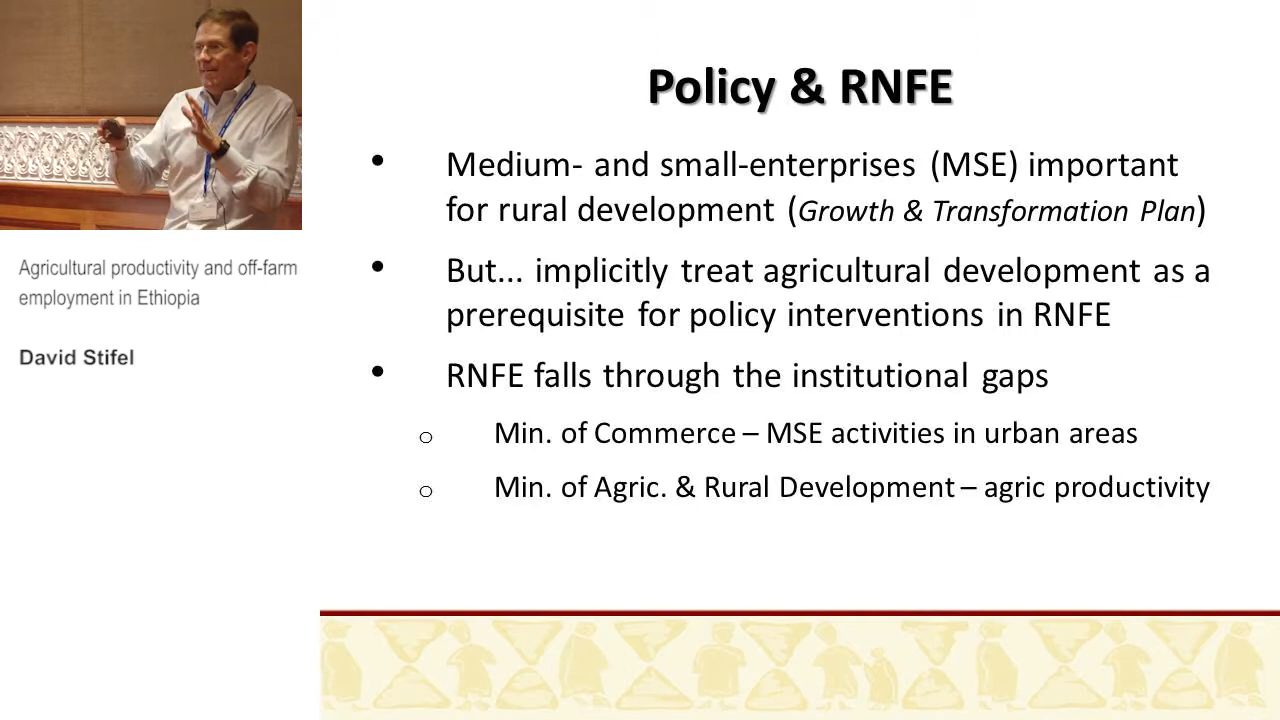 Policy & RNFE
• Medium- and small-enterprises (MSE) important
for rural development (Growth & Transformation Plan)
• But... implicitly treat agricultural development as a
prerequisite for policy interventions in RNFE
• RNFE falls through the institutional gaps
o Min. of Commerce – MSE activities in urban areas
o Min. of Agric. & Rural Development – agric productivity
Agricultural productivity and off-farm
employment in Ethiopia
David Stifel